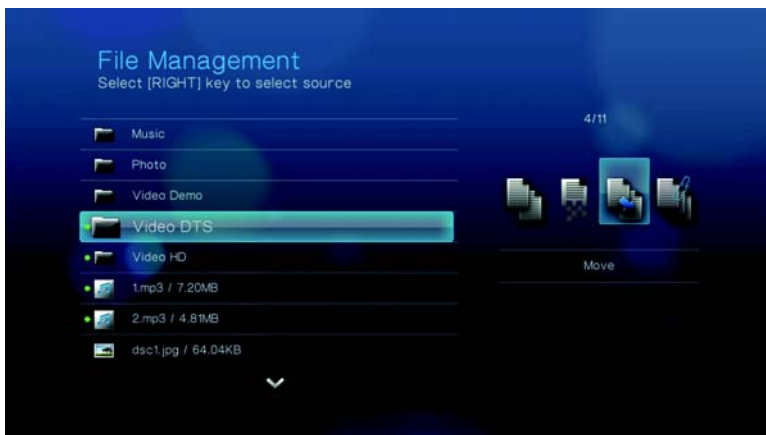 File Management
Select [RIGHT] key to select source
4/11
Music
Photo
Video Demo
Video DTS
Video HD
1.mp3 / 7.20MB
2.mp3 / 4.81MB
dsc1.jpg / 64.04KB
Move